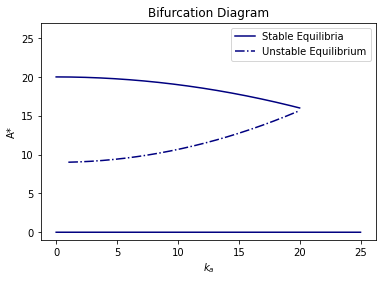 Bifurcation Diagram
Stable Equilibria
Unstable Equilibrium
25
20
15
10
5
0
A*
0 5 10 15 20 25
kₐ